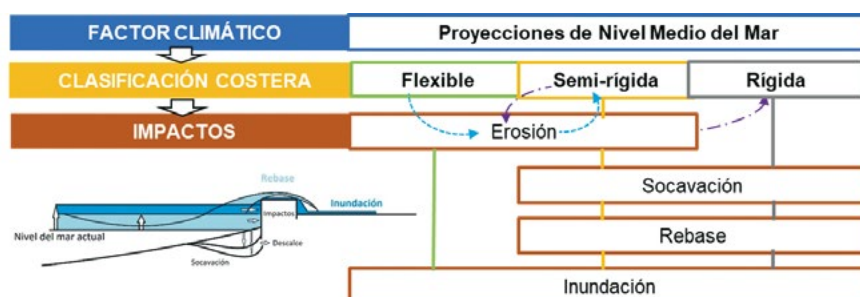 FACTOR CLIMÁTICO
Proyecciones de Nivel Medio del Mar
CLASIFICACIÓN COSTERA
Flexible
Semi-rígida
Rígida
IMPACTOS
Erosión
Socavación
Rebase
Inundación
Rebase
Inundación
Impactos
Nivel del mar actual
Descalce
Socavación